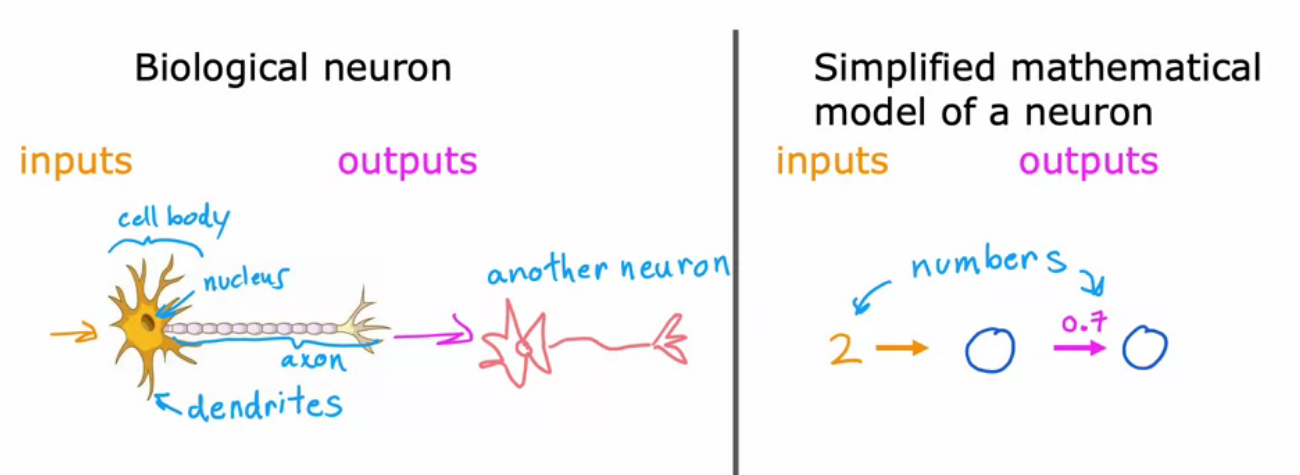 Biological neuron
inputs
outputs
cell body
nucleus
another neuron
axon
dendrites
Simplified mathematical
model of a neuron
inputs
outputs
numbers
0.7
2